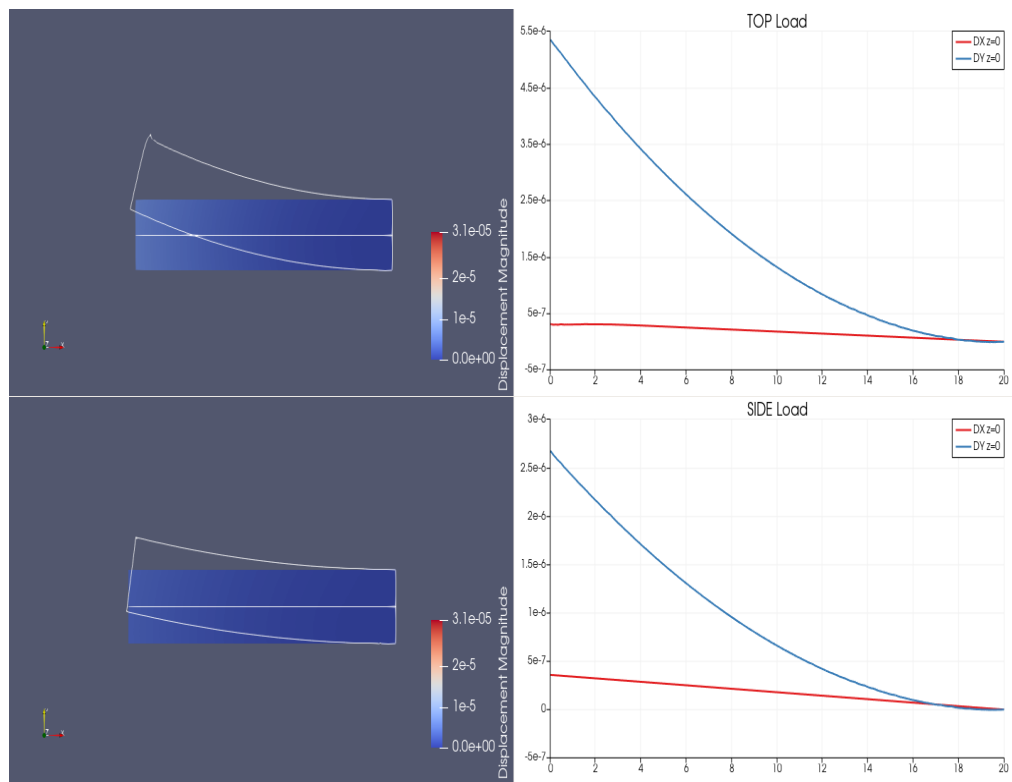 3.1e-05
2e-5
1e-5
0.0e+00
Displacement Magnitude
Y
Z
X
TOP Load
DX z=0
DY z=0
5.5e-6
4.5e-6
3.5e-6
2.5e-6
1.5e-6
5e-7
-5e-7
0 2 4 6 8 10 12 14 16 18 20
3.1e-05
2e-5
1e-5
0.0e+00
Displacement Magnitude
Y
Z
X
SIDE Load
DX z=0
DY z=0
3e-6
2.5e-6
2e-6
1.5e-6
1e-6
5e-7
0
-5e-7
0 2 4 6 8 10 12 14 16 18 20